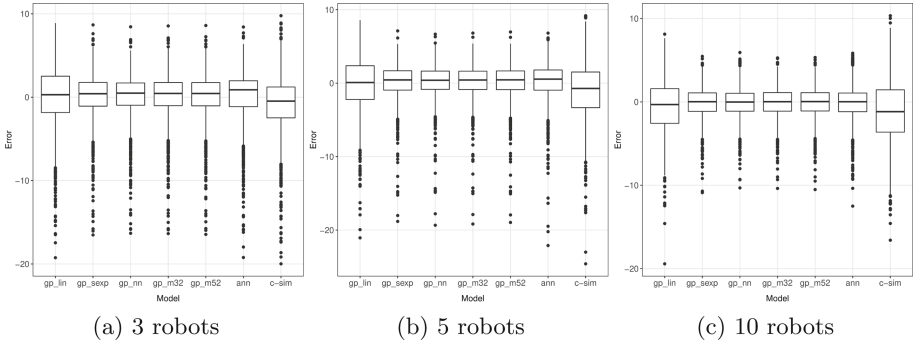 10
0
−10
−20
Error
gp_lin gp_sexp gp_nn gp_m32 gp_m52 ann c−sim
Model
(a) 3 robots
10
0
−10
−20
Error
gp_lin gp_sexp gp_nn gp_m32 gp_m52 ann c−sim
Model
(b) 5 robots
10
0
−10
−20
Error
gp_lin gp_sexp gp_nn gp_m32 gp_m52 ann c−sim
Model
(c) 10 robots